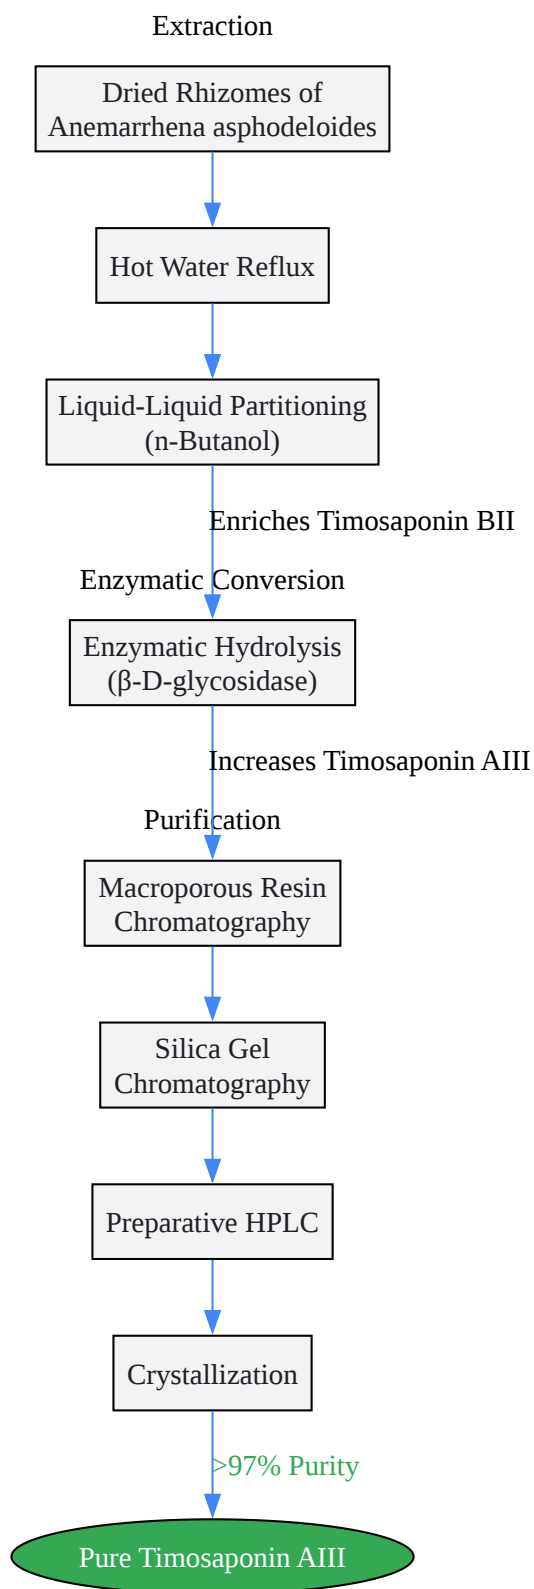 Extraction
Dried Rhizomes of
Anemarrhena asphodeloides
Hot Water Reflux
Liquid-Liquid Partitioning
(n-Butanol)
Enriches Timosaponin BII
Enzymatic Conversion
Enzymatic Hydrolysis
(β-D-glycosidase)
Increases Timosaponin AIII
Purification
Macroporous Resin
Chromatography
Silica Gel
Chromatography
Preparative HPLC
Crystallization
>97% Purity
Pure Timosaponin AIII